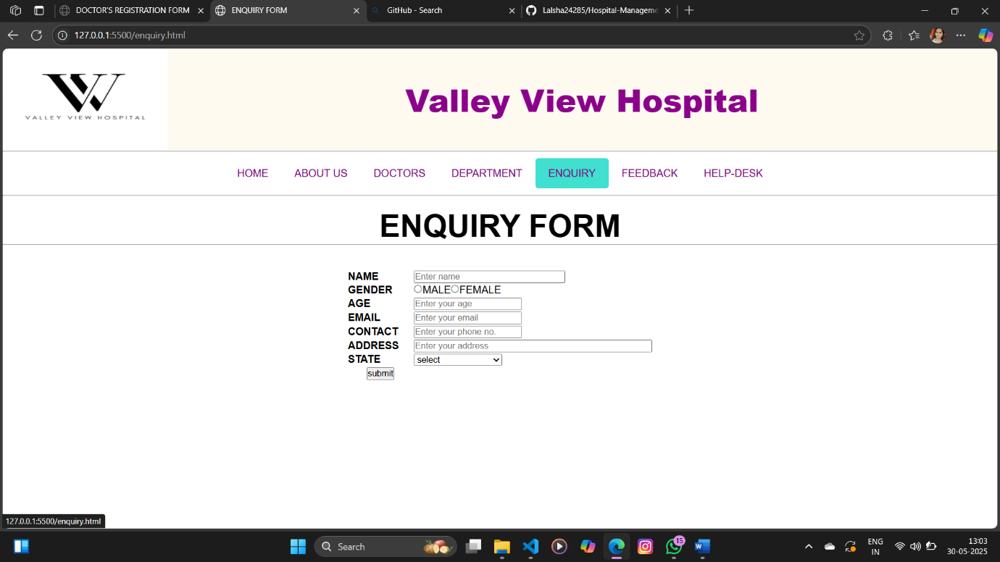 DOCTOR'S REGISTRATION FORM
ENQUIRY FORM
GitHub - Search
Lalsha24285/Hospital-Manageme
127.0.0.1:5500/enquiry.html
VALLEY VIEW HOSPITAL
Valley View Hospital
HOME ABOUT US DOCTORS DEPARTMENT ENQUIRY FEEDBACK HELP-DESK
ENQUIRY FORM
NAME Enter name
GENDER MALE FEMALE
AGE Enter your age
EMAIL Enter your email
CONTACT Enter your phone no.
ADDRESS Enter your address
STATE select
submit
127.0.0.1:5500/enquiry.html
Search
15
ENG
IN
13:03
30-05-2025